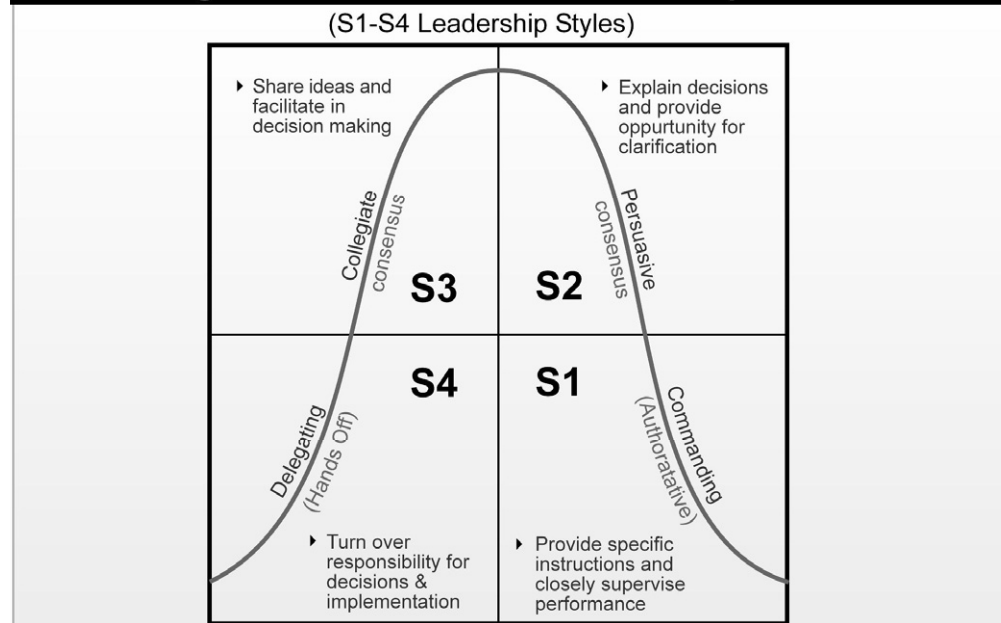 (S1-S4 Leadership Styles)
Share ideas and
facilitate in
decision making
Explain decisions
and provide
oppurtunity for
clarification
Collegiate
consensus
Persuasive
consensus
S3
S2
S4
S1
Delegating
(Hands Off)
Commanding
(Authoratative)
Turn over
responsibility for
decisions &
implementation
Provide specific
instructions and
closely supervise
performance